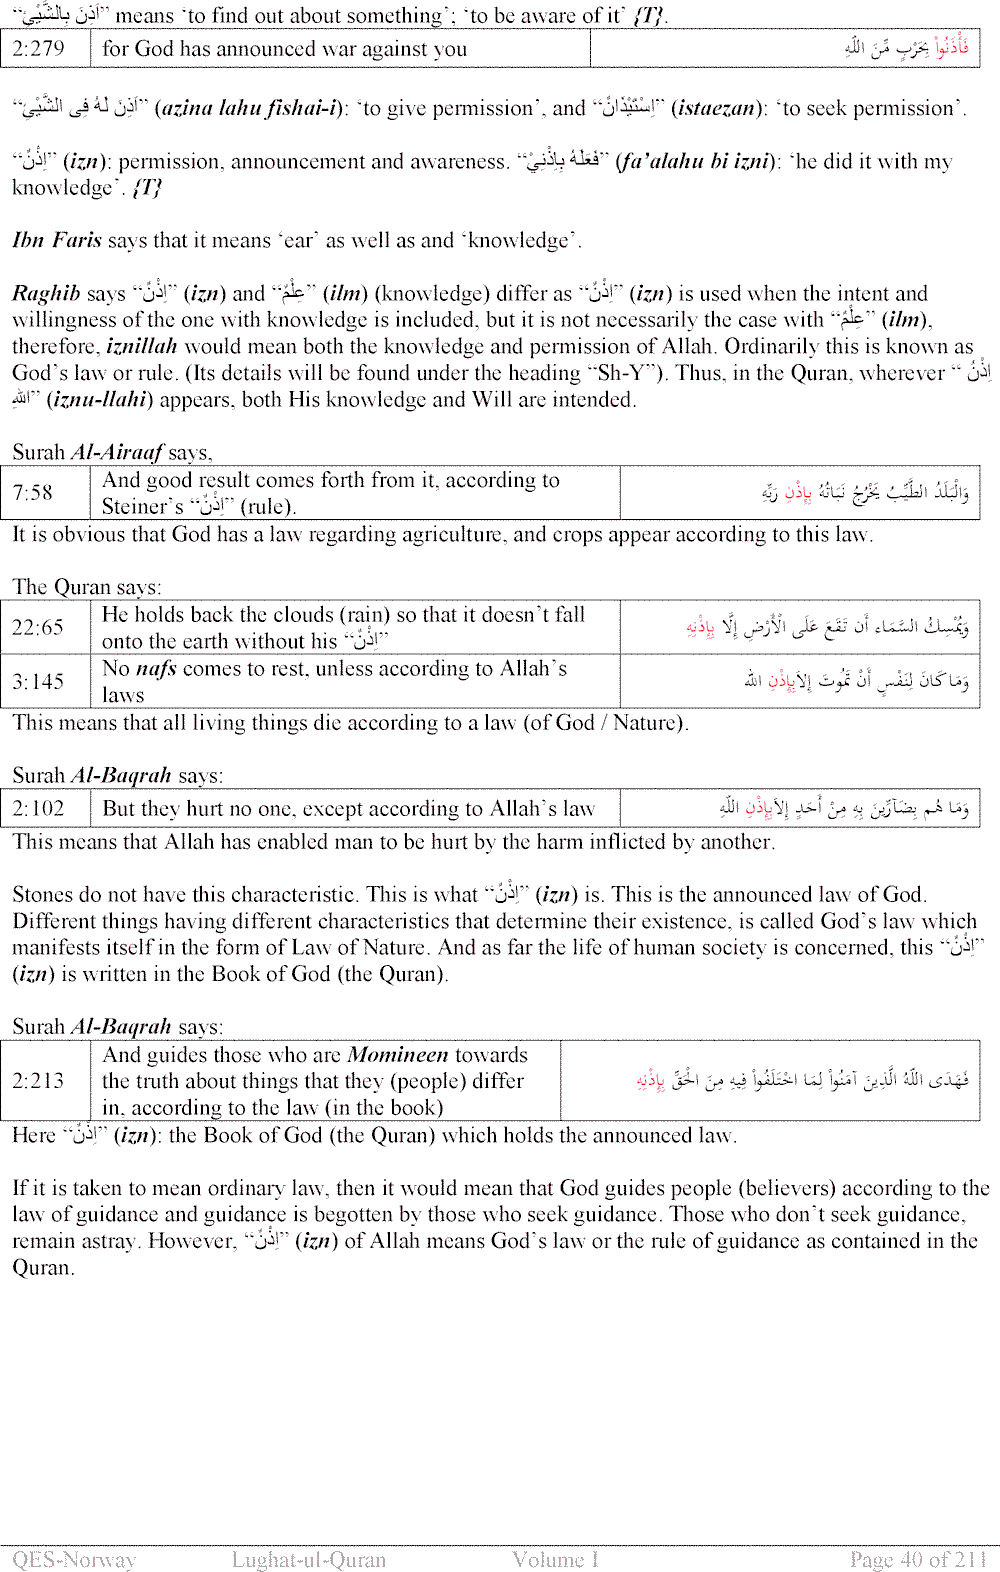 “اَذِنَ بِالشَّيْئِ” means ‘to find out about something’; ‘to be aware of it’ {T}.
2:279 for God has announced war against you فَأْذَنُواْ بِحَرْبٍ مِّنَ اللّهِ
“اَذِنَ لَہُ فِی الشَّيْئِ” (azina lahu fishai-i): ‘to give permission’, and “اِسْتَيْذَانٌ” (istaezan): ‘to seek permission’.
“اِذْنٌ” (izn): permission, announcement and awareness. “فَعَلَہُ بِاِذْنِیْ” (fa’alahu bi izni): ‘he did it with my
knowledge’. {T}
Ibn Faris says that it means ‘ear’ as well as and ‘knowledge’.
Raghib says “اِذْنٌ” (izn) and “عِلْمٌ” (ilm) (knowledge) differ as “اِذْنٌ” (izn) is used when the intent and
willingness of the one with knowledge is included, but it is not necessarily the case with “عِلْمٌ” (ilm),
therefore, iznillah would mean both the knowledge and permission of Allah. Ordinarily this is known as
God’s law or rule. (Its details will be found under the heading “Sh-Y”). Thus, in the Quran, wherever “ اِذْنُ
اللہِ” (iznu-llahi) appears, both His knowledge and Will are intended.
Surah Al-Airaaf says,
7:58 And good result comes forth from it, according to
Steiner’s “اِذْنٌ” (rule). وَالْبَلَدُ الطَّيِّبُ يَخْرُجُ نَبَاتُهُ بِإِذْنِ رَبِّهِ
It is obvious that God has a law regarding agriculture, and crops appear according to this law.
The Quran says:
22:65 He holds back the clouds (rain) so that it doesn’t fall
onto the earth without his “اِذْنٌ” وَيُمْسِكُ السَّمَاء أَن تَقَعَ عَلَى الْأَرْضِ إِلَّا بِإِذْنِهِ
3:145 No nafs comes to rest, unless according to Allah’s
laws وَمَا كَانَ لِنَفْسٍ أَنْ تَمُوتَ إِلاَبِإِذْنِ الله
This means that all living things die according to a law (of God / Nature).
Surah Al-Baqrah says:
2:102 But they hurt no one, except according to Allah’s law وَمَا هُم بِضَآرِّينَ بِهِ مِنْ أَحَدٍ إِلاَبِإِذْنِ اللّهِ
This means that Allah has enabled man to be hurt by the harm inflicted by another.
Stones do not have this characteristic. This is what “اِذْنٌ” (izn) is. This is the announced law of God.
Different things having different characteristics that determine their existence, is called God’s law which
manifests itself in the form of Law of Nature. And as far the life of human society is concerned, this “اِذْنٌ”
(izn) is written in the Book of God (the Quran).
Surah Al-Baqrah says:
2:213 And guides those who are Momineen towards
the truth about things that they (people) differ
in, according to the law (in the book) فَهَدَى اللّهُ الَّذِينَ آمَنُواْ لِمَا اخْتَلَفُواْ فِيهِ مِنَ الْحَقِّ بِإِذْنِهِ
Here “اِذْنٌ” (izn): the Book of God (the Quran) which holds the announced law.
If it is taken to mean ordinary law, then it would mean that God guides people (believers) according to the
law of guidance and guidance is begotten by those who seek guidance. Those who don’t seek guidance,
remain astray. However, “اِذْنٌ” (izn) of Allah means God’s law or the rule of guidance as contained in the
Quran.
QES-Norway Lughat-ul-Quran Volume I Page 40 of 211